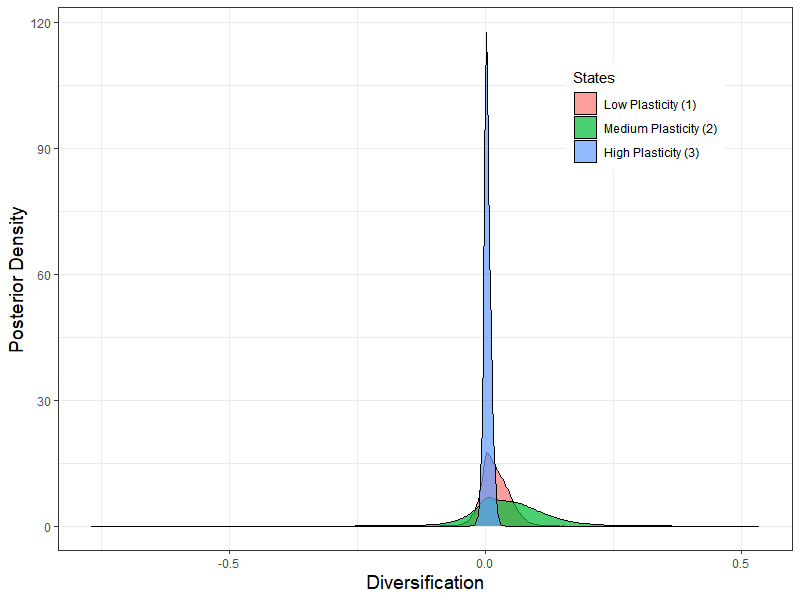 120
90
60
30
0
Posterior Density
States
Low Plasticity (1)
Medium Plasticity (2)
High Plasticity (3)
-0.5
0.0
0.5
Diversification